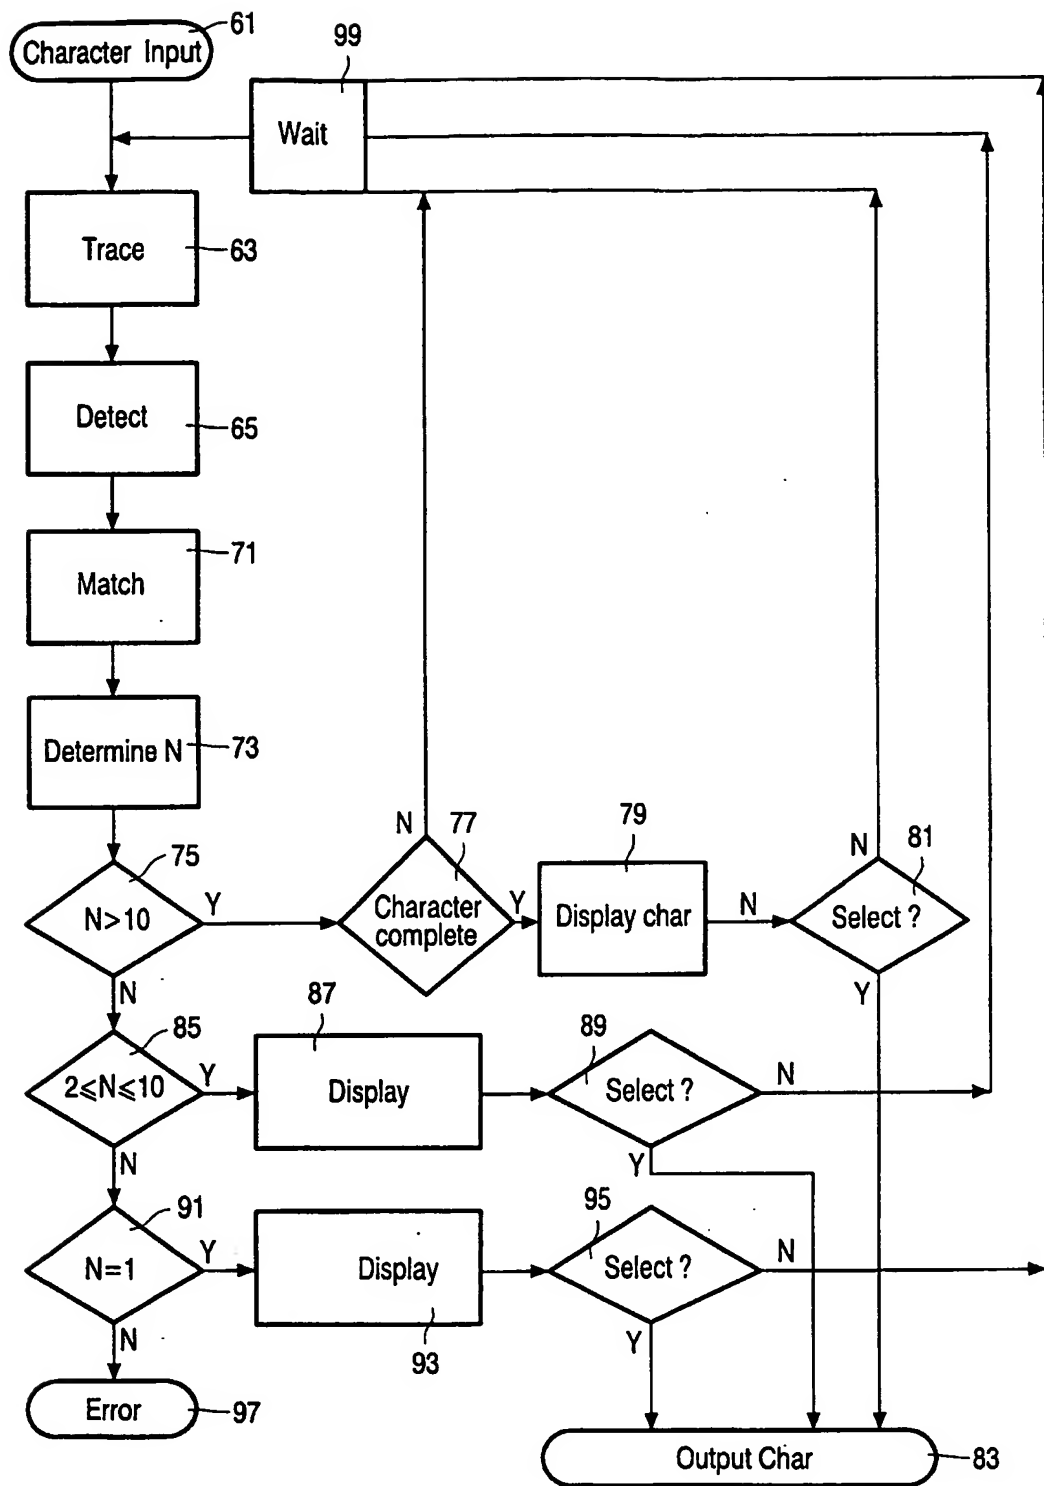 61
Character Input
99
Wait
Trace
63
Detect
65
71
Match
Determine N
73
N
77
79
81
N
75
Y
Y
N
N>10
Character
complete
Display char
Select ?
N
Y
85
87
89
2≤N≤10
Y
Display
Select ?
N
N
Y
91
95
N=1
Y
Display
Select ?
N
93
N
Y
Error
97
Output Char
83